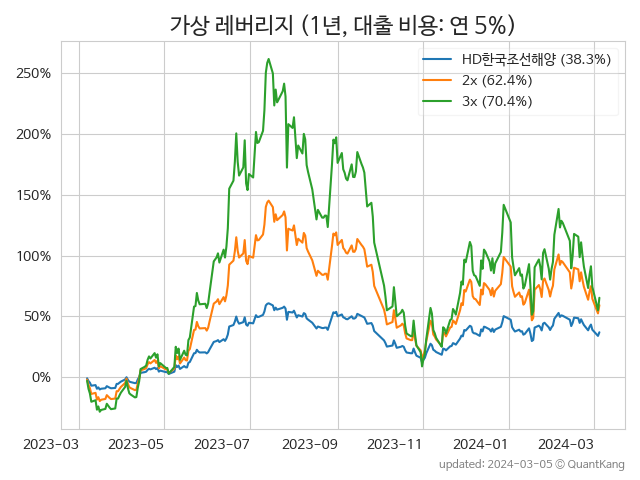 가상 레버리지 (1년, 대출 비용: 연 5%)
HD한국조선해양 (38.3%)
2x (62.4%)
3x (70.4%)
250%
200%
150%
100%
50%
0%
2023-03 2023-05 2023-07 2023-09 2023-11 2024-01 2024-03
updated: 2024-03-05 © QuantKang